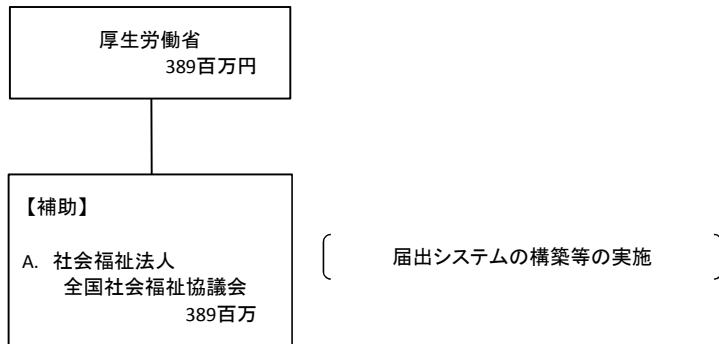 厚生労働省
389百万円
【補助】
A. 社会福祉法人
全国社会福祉協議会
389百万
届出システムの構築等の実施